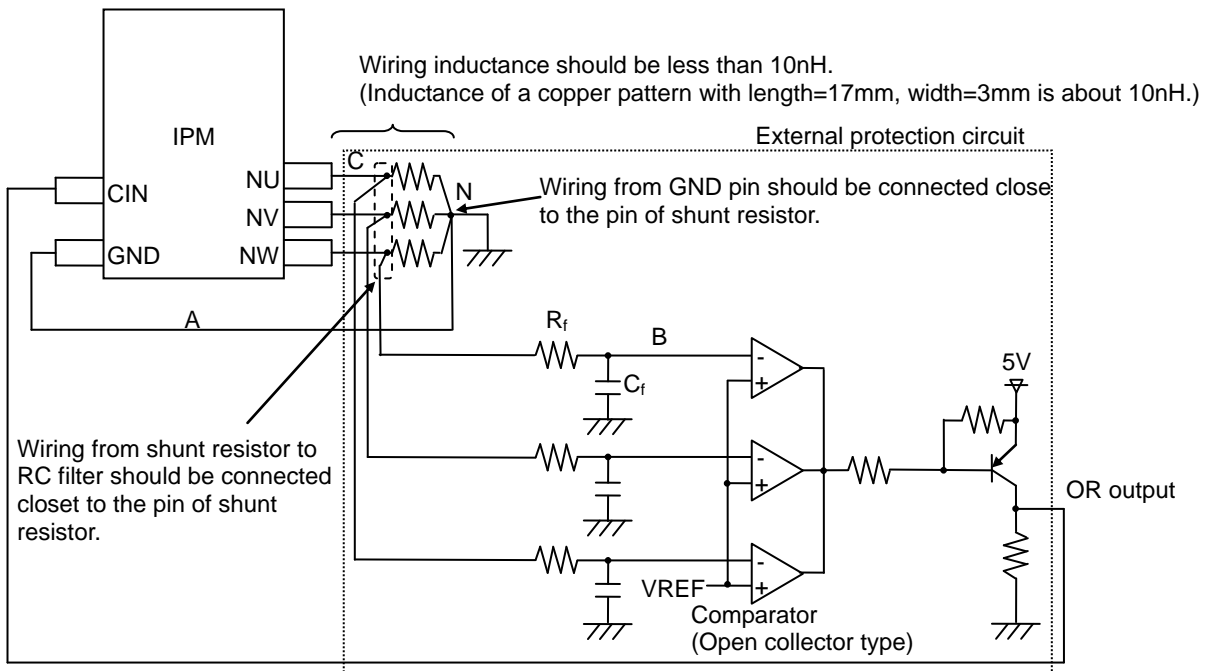 Wiring inductance should be less than 10nH.
(Inductance of a copper pattern with length=17mm, width=3mm is about 10nH.)
IPM
External protection circuit
C
NU
N
CIN
Wiring from GND pin should be connected close
to the pin of shunt resistor.
NV
GND
NW
A
Rf
B
5V
-
+
Cf
Wiring from shunt resistor to
RC filter should be connected
closet to the pin of shunt
resistor.
-
+
OR output
-
+
VREF
Comparator
(Open collector type)